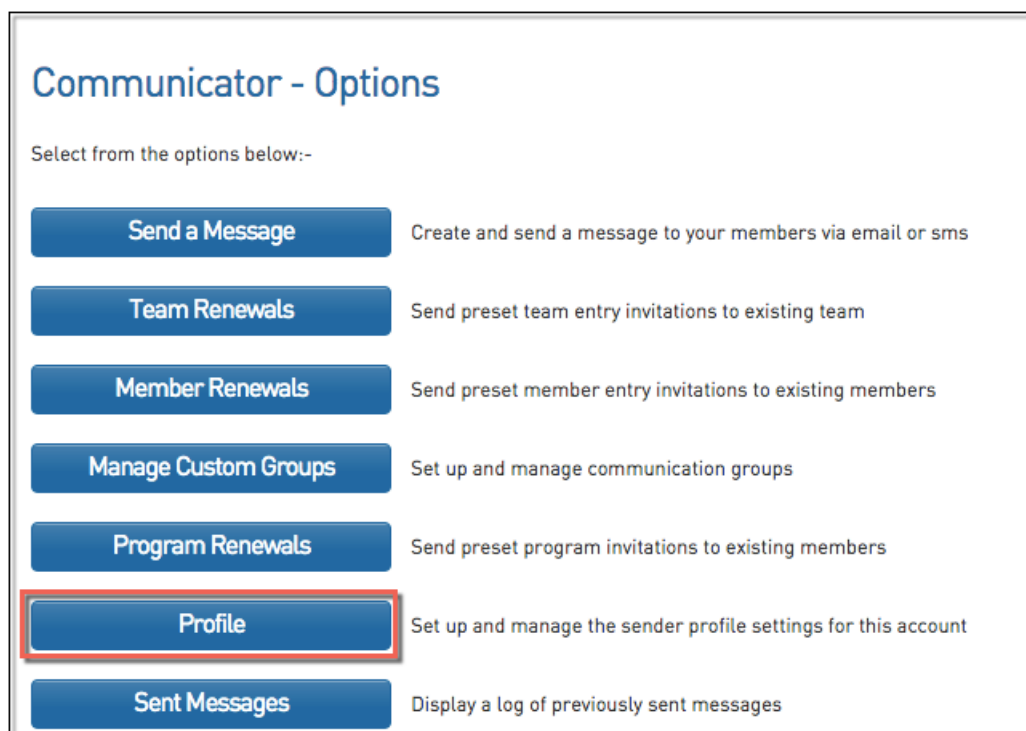 Communicator - Options
Select from the options below:-
Send a Message Create and send a message to your members via email or sms
Team Renewals Send preset team entry invitations to existing team
Member Renewals Send preset member entry invitations to existing members
Manage Custom Groups Set up and manage communication groups
Program Renewals Send preset program invitations to existing members
Profile Set up and manage the sender profile settings for this account
Sent Messages Display a log of previously sent messages